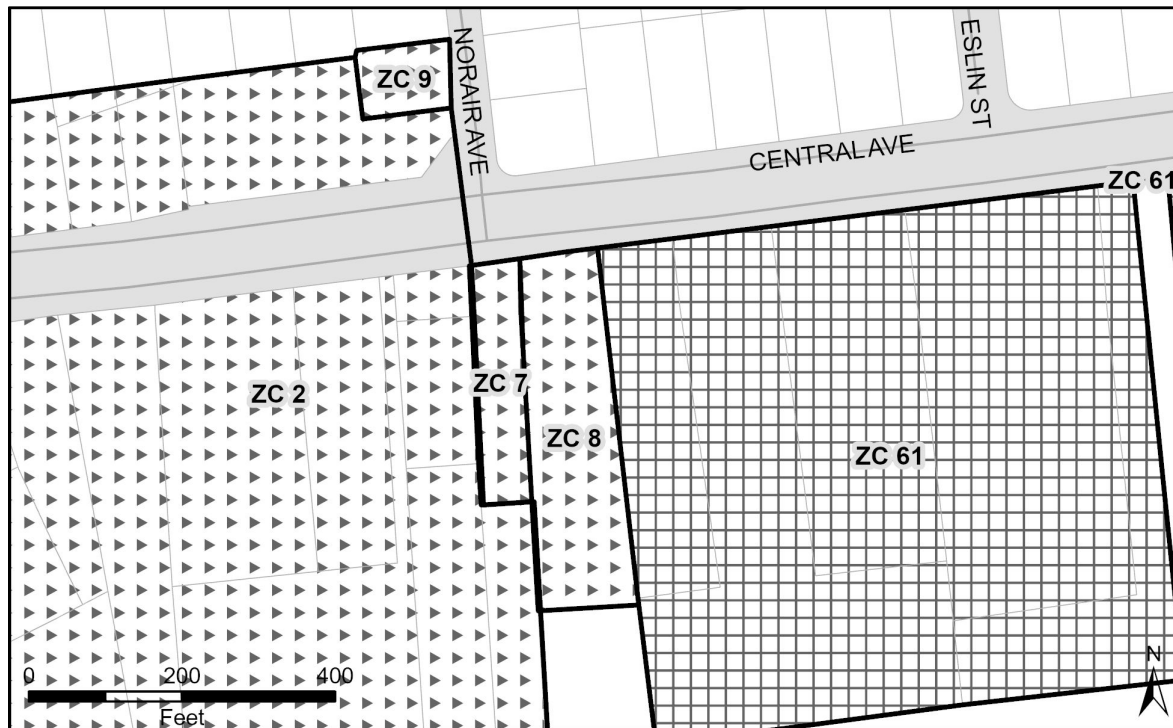 ZC 9
NORAIR AVE
ESLIN ST
CENTRAL AVE
ZC 61
ZC 7
ZC 2
ZC 8
ZC 61
0 200 400
Feet
N